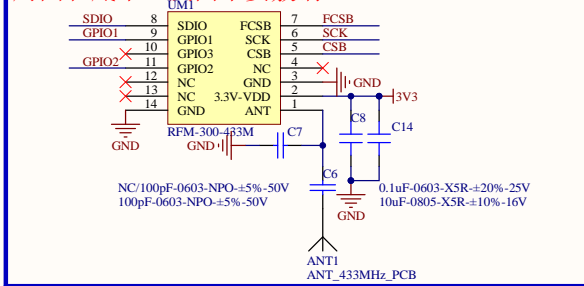 UM1
SDIO 8 SDIO FCSB 7 FCSB
GPIO1 9 GPIO1 SCK 6 SCK
10 GPIO3 CSB 5 CSB
GPIO2 11 GPIO2 NC 4
12 NC GND 3 GND
13 NC 3.3V-VDD 2 3V3
14 GND ANT 1
GND
RFM-300-433M
C8
C14
GND
C7
C6
NC/100pF-0603-NPO-±5%-50V
100pF-0603-NPO-±5%-50V
0.1uF-0603-X5R-±20%-25V
10uF-0805-X5R-±10%-16V
GND
ANT1
ANT_433MHz_PCB